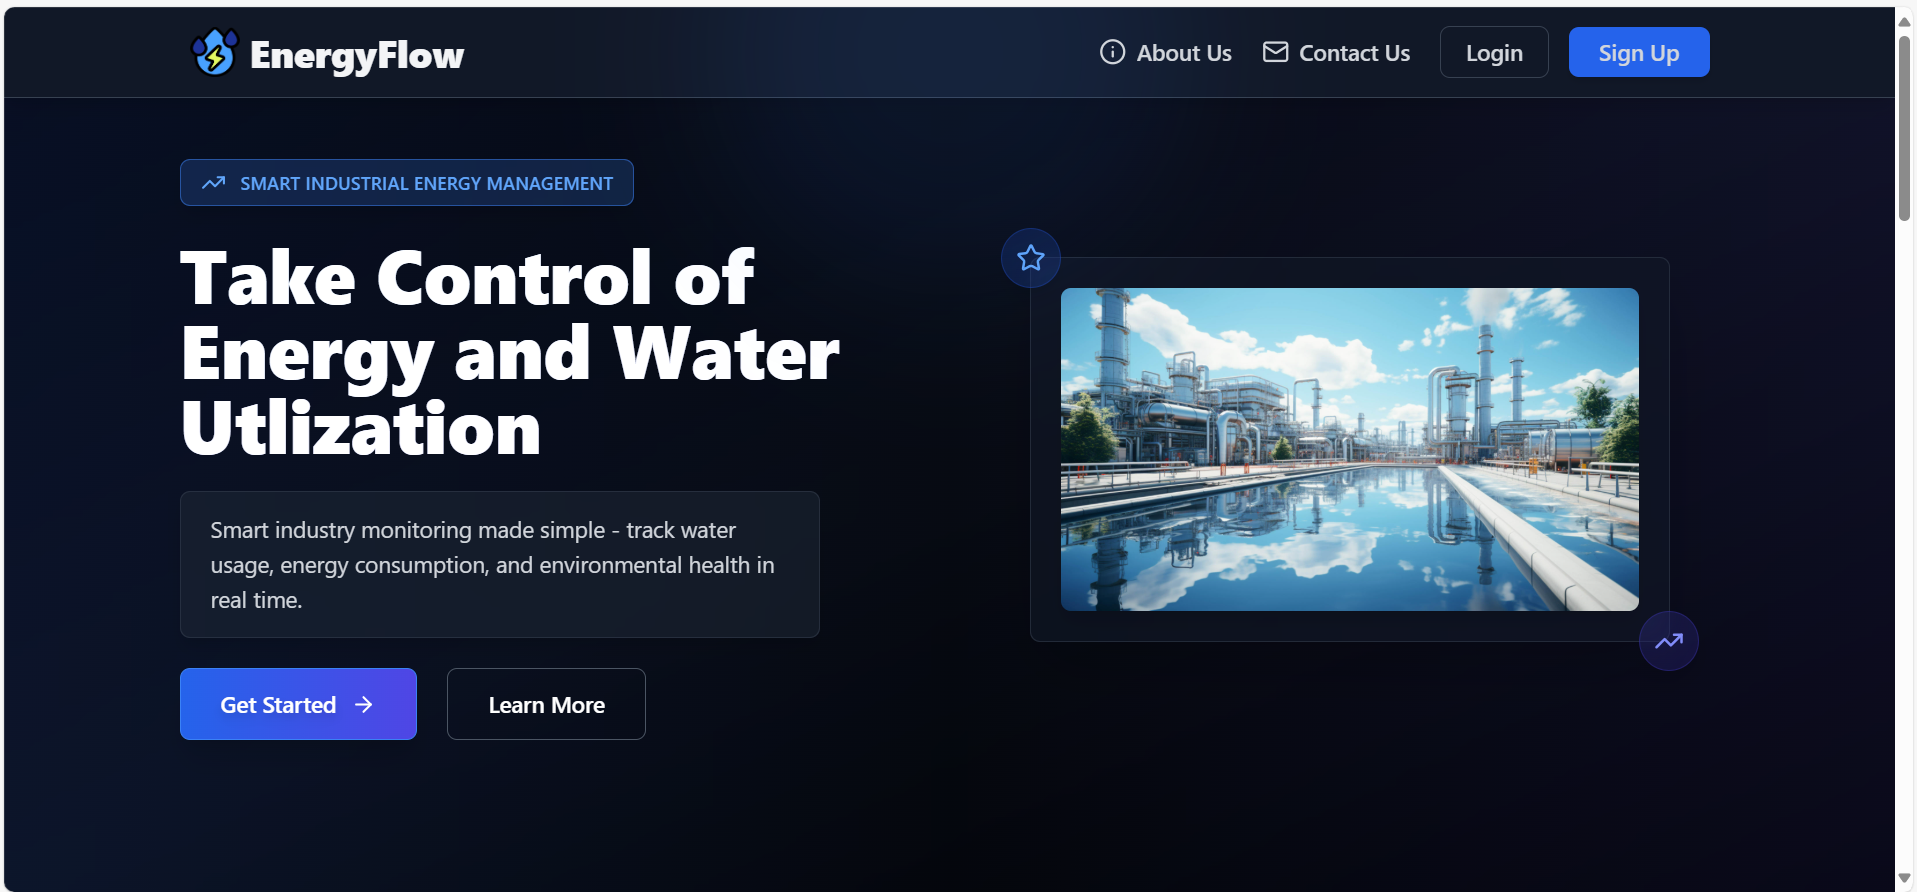 EnergyFlow
About Us
Contact Us
Login
Sign Up
SMART INDUSTRIAL ENERGY MANAGEMENT
Take Control of
Energy and Water
Utlization
Smart industry monitoring made simple - track water
usage, energy consumption, and environmental health in
real time.
Get Started
Learn More